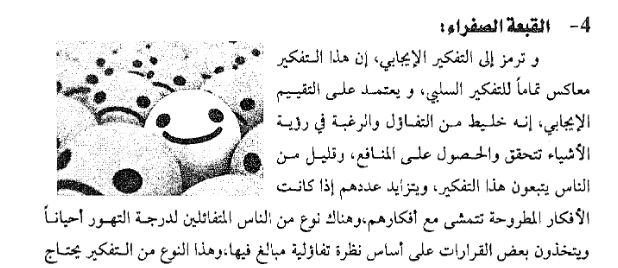 4- القبعة الصفراء:
و ترمز إلى التفكير الإيجابي، إن هذا التفكير
معاكس تماماً للتفكير السلبي، و يعتمد على التقييم
الإيجابي، إنه خليط من التفاؤل والرغبة في رؤية
الأشياء تتحقق والحصول على المنافع، وقليل من
الناس يتبعون هذا التفكير، ويتزايد عددهم إذا كانت
الأفكار المطروحة تتمشى مع أفكارهم،وهناك نوع من الناس المتفائلين لدرجة التهور أحياناً
ويتخذون بعض القرارات على أساس نظرة تفاؤلية مبالغ فيها،وهذا النوع من التفكير يحتاج